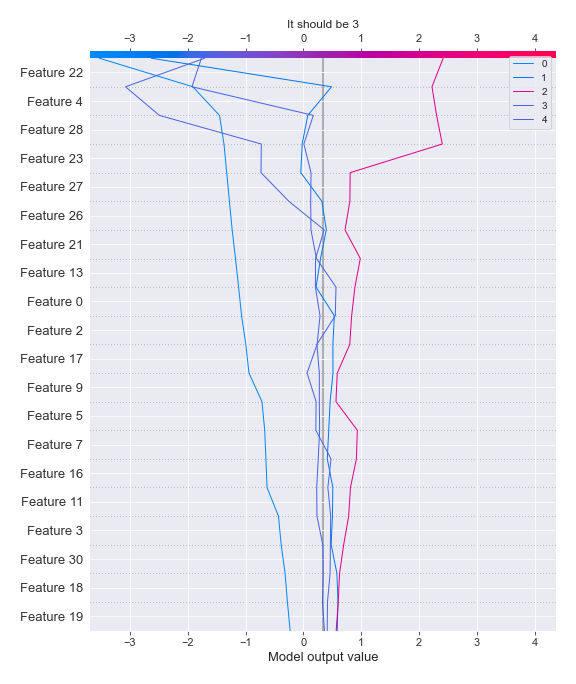 It should be 3
−3 −2 −1 0 1 2 3 4
0
1
2
3
4
Feature 22
Feature 4
Feature 28
Feature 23
Feature 27
Feature 26
Feature 21
Feature 13
Feature 0
Feature 2
Feature 17
Feature 9
Feature 5
Feature 7
Feature 16
Feature 11
Feature 3
Feature 30
Feature 18
Feature 19
−3 −2 −1 0 1 2 3 4
Model output value